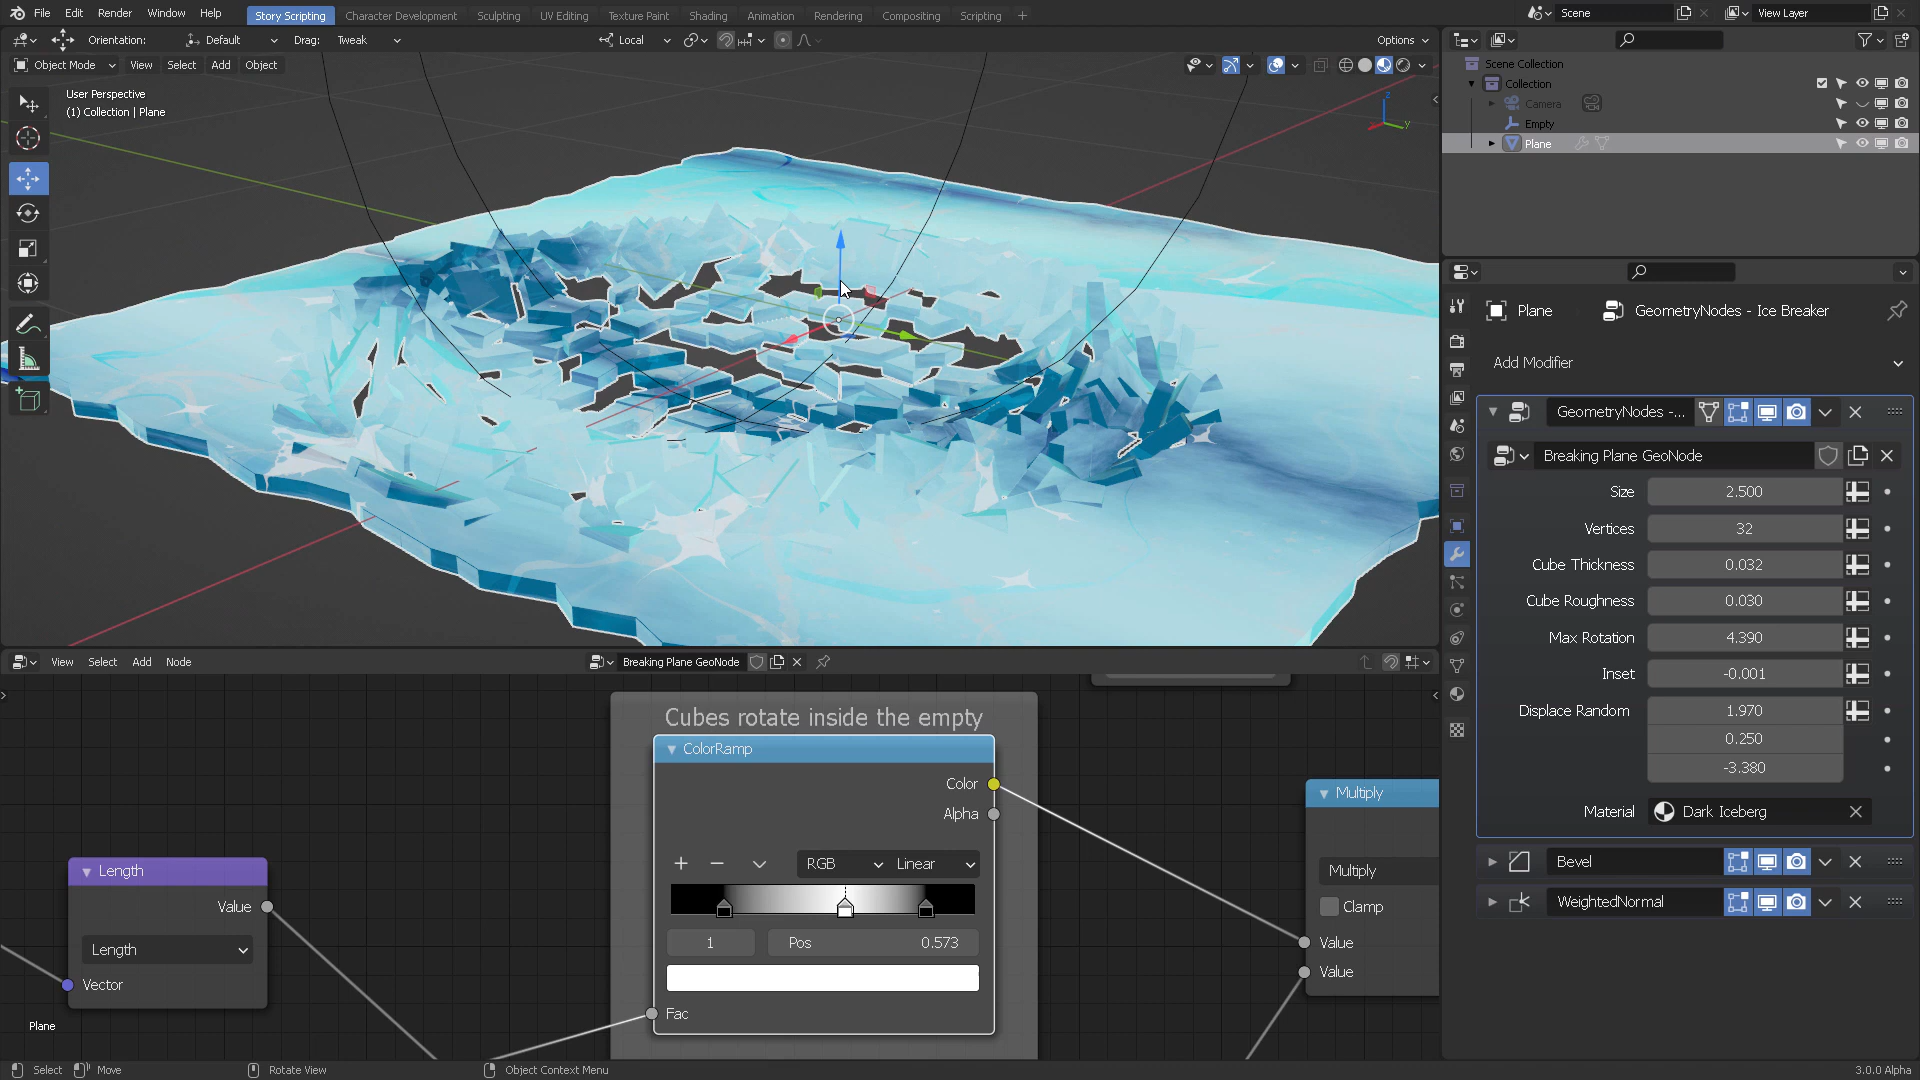 File Edit Render Window Help Story Scripting Character Development Sculpting UV Editing Texture Paint Shading Animation Rendering Compositing Scripting + Scene View Layer
Orientation: Default Drag: Tweak Local Options
Object Mode View Select Add Object
User Perspective
(1) Collection | Plane
z
y
Scene Collection
Collection
Camera
Empty
Plane
Plane GeometryNodes - Ice Breaker
Add Modifier
GeometryNodes -...
Breaking Plane GeoNode
Size 2.500
Vertices 32
Cube Thickness 0.032
Cube Roughness 0.030
Max Rotation 4.390
Inset -0.001
Displace Random 1.970
0.250
-3.380
Material Dark Iceberg
Bevel
WeightedNormal
View Select Add Node Breaking Plane GeoNode
Cubes rotate inside the empty
ColorRamp
Color
Alpha
RGB Linear
1 Pos 0.573
Fac
Length
Value
Length
Vector
Multiply
Multiply
Clamp
Value
Value
Plane
Select Move Rotate View Object Context Menu 3.0.0 Alpha